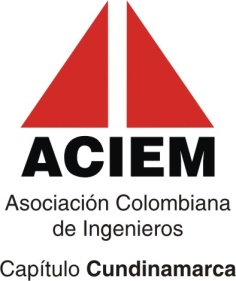 ACIEM
Asociación Colombiana
de Ingenieros
Capítulo Cundinamarca